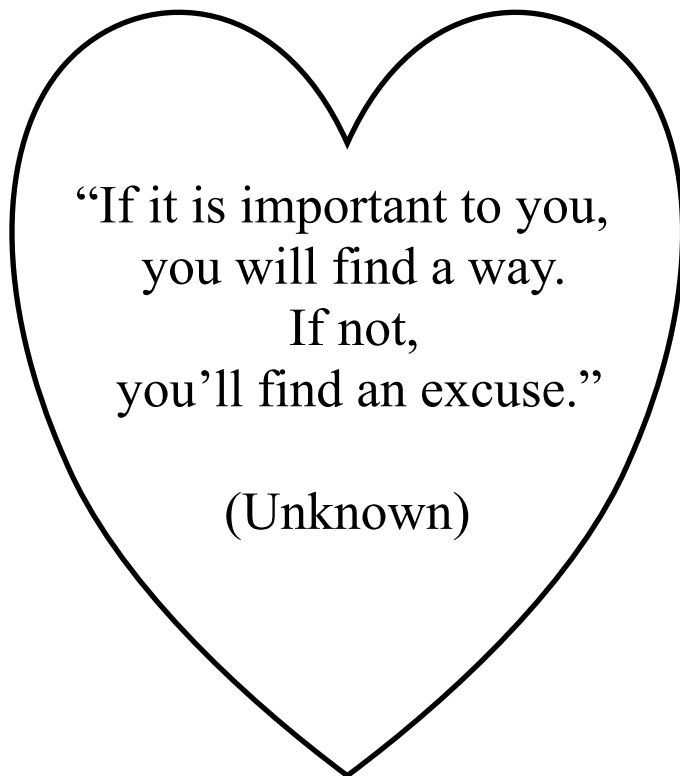 “If it is important to you,
you will find a way.
If not,
you’ll find an excuse.”
(Unknown)